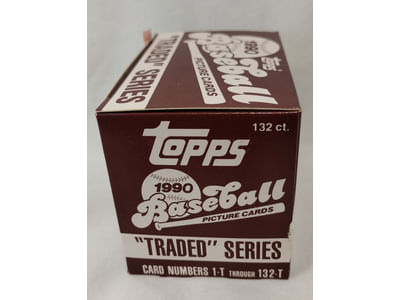 Topps
1990
Baseball
PICTURE CARDS
"TRADED" SERIES
132 ct.
TOPPS
1990
Baseball
PICTURE CARDS
"TRADED" SERIES
CARD NUMBERS 1-T THROUGH 132-T